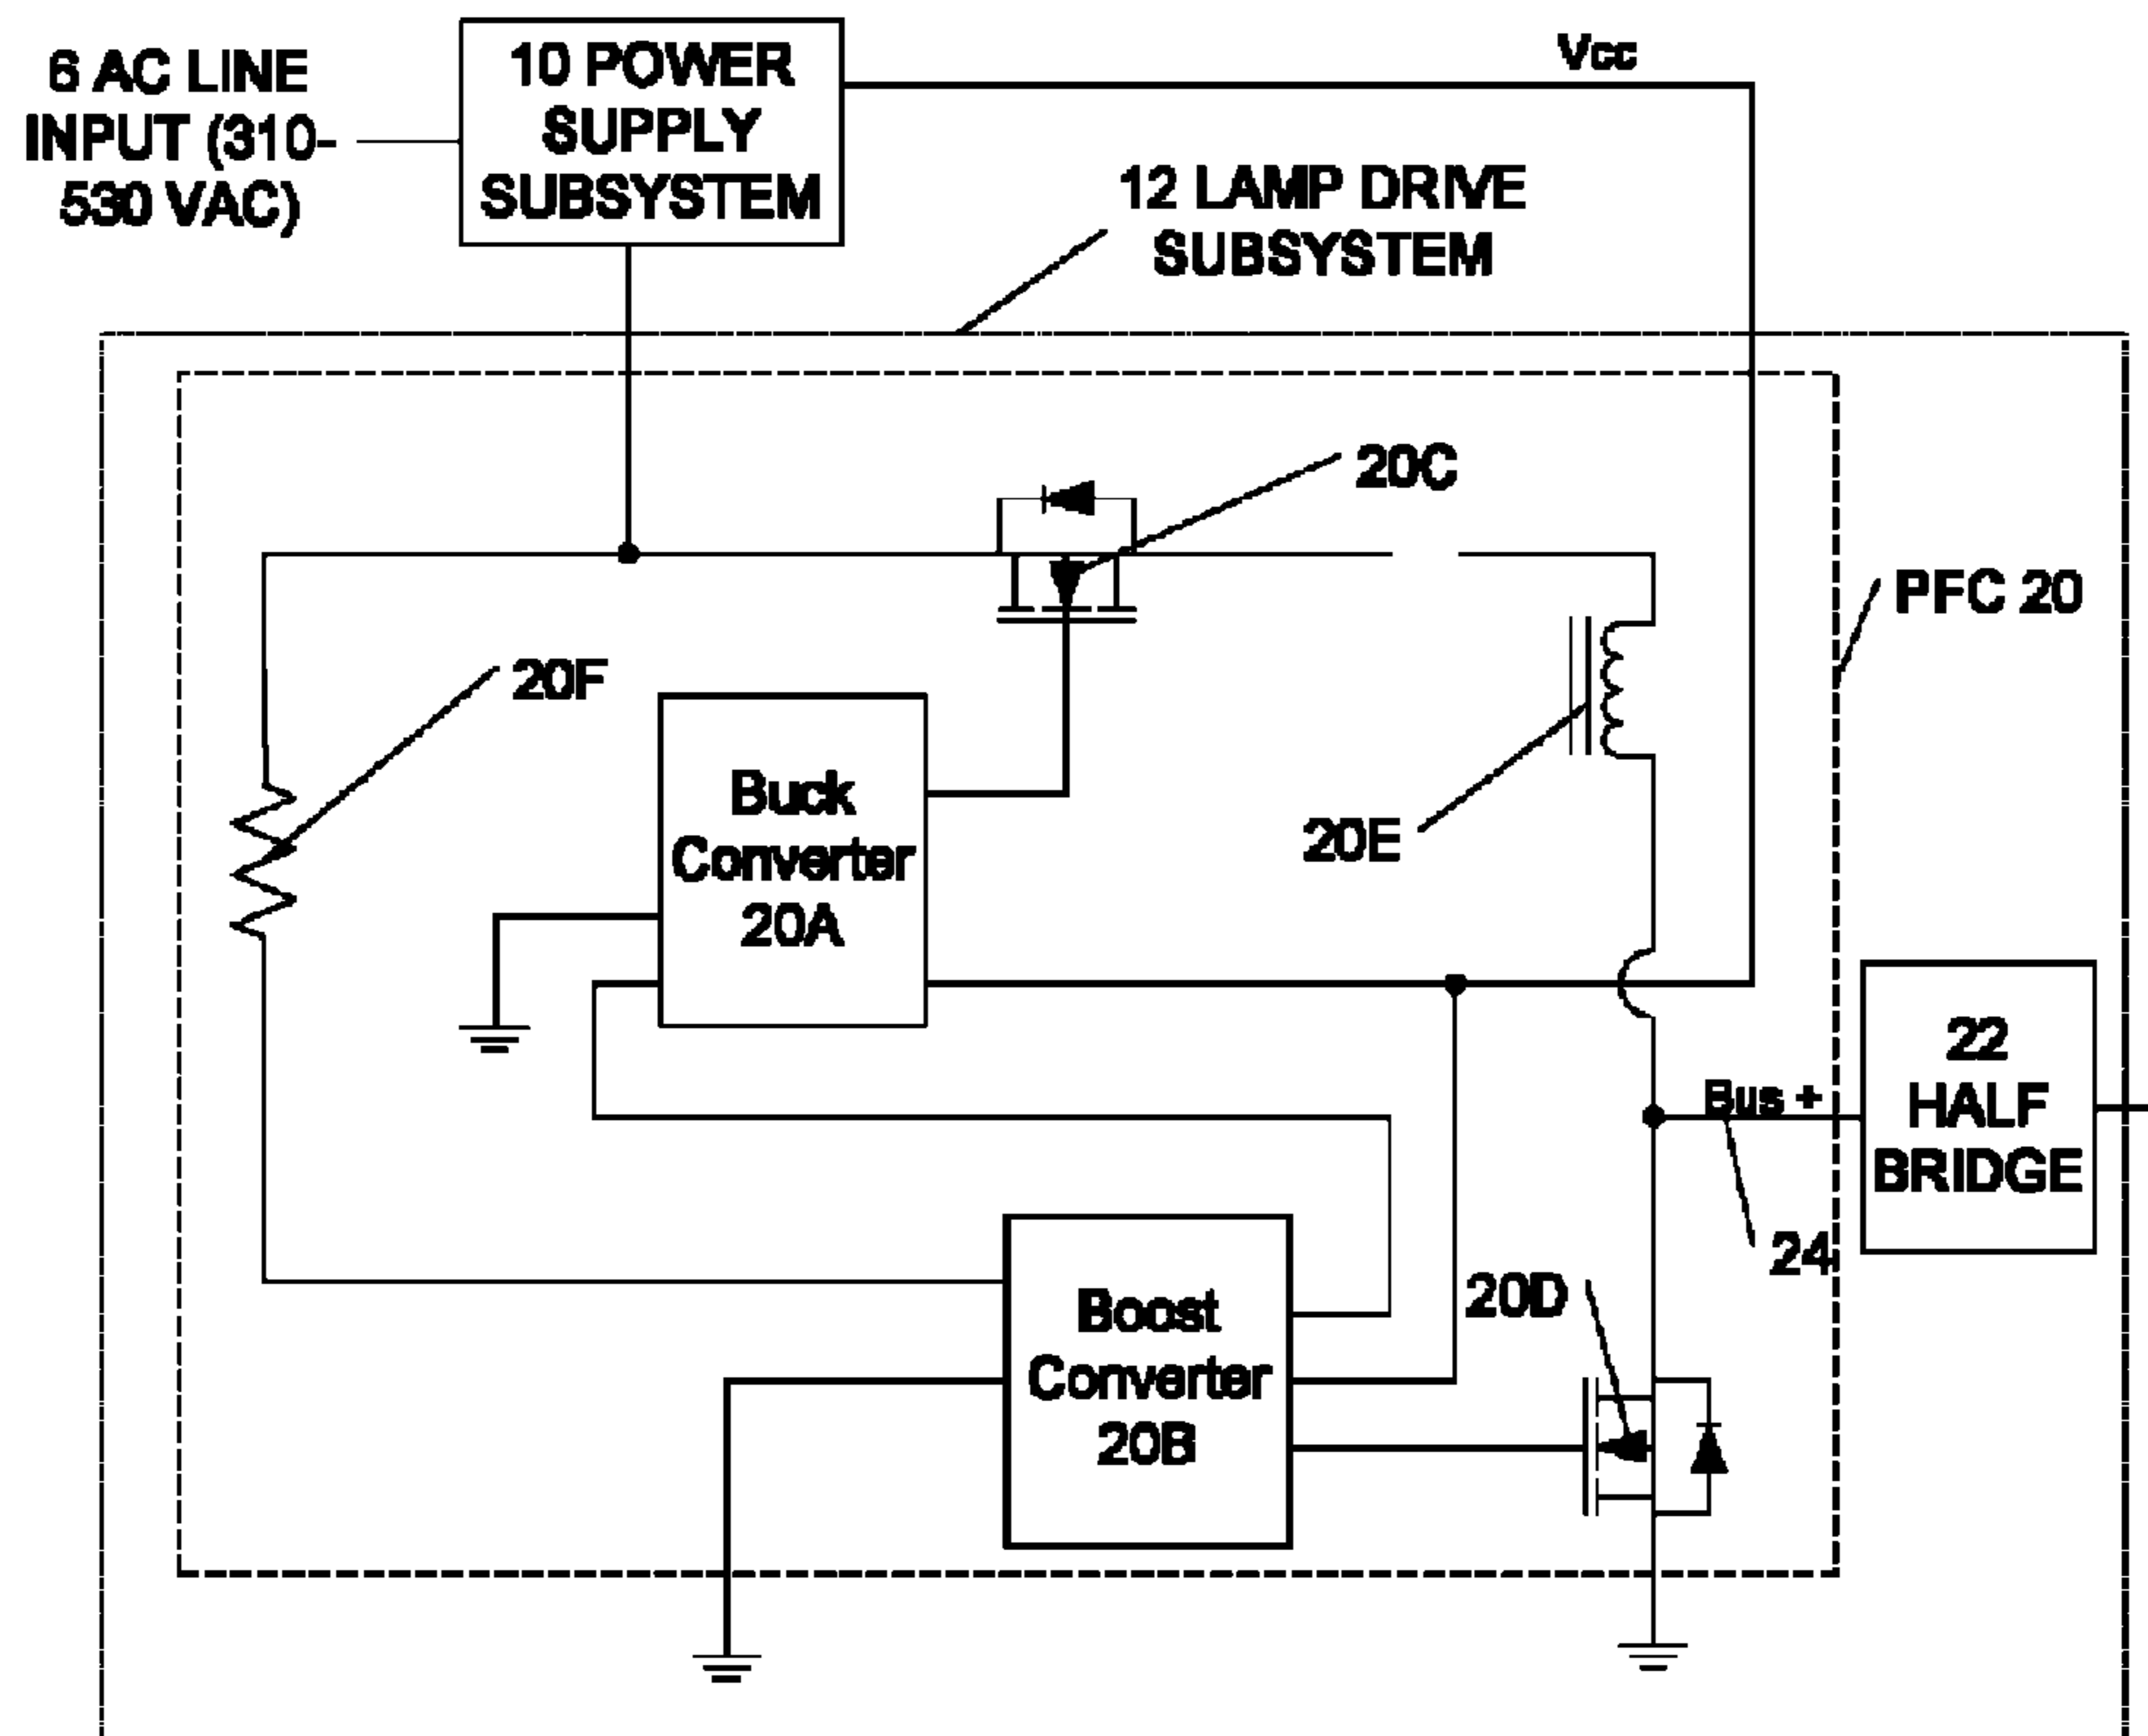 6 AC LINE
INPUT (310-
530 VAC)
10 POWER
SUPPLY
SUBSYSTEM
Vcc
12 LAMP DRIVE
SUBSYSTEM
20C
PFC 20
20F
Buck
Converter
20A
20E
22
HALF
BRIDGE
Bus +
24
20D
Boost
Converter
20B